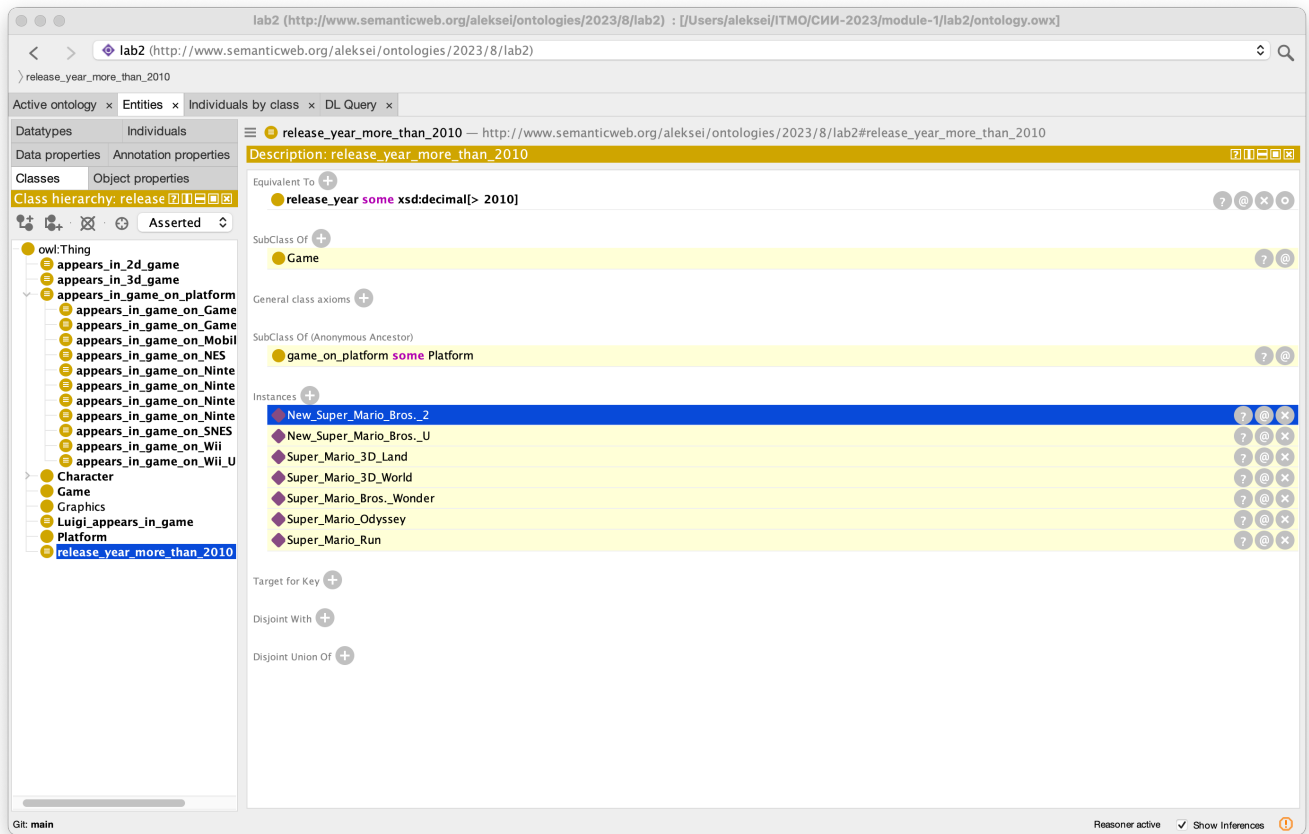 lab2 (http://www.semanticweb.org/aleksei/ontologies/2023/8/lab2) : [/Users/aleksei/ITMO/СИИ-2023/module-1/lab2/ontology.owx]
lab2 (http://www.semanticweb.org/aleksei/ontologies/2023/8/lab2)
release_year_more_than_2010
Active ontology × Entities × Individuals by class × DL Query ×
Datatypes Individuals
Data properties Annotation properties
Classes Object properties
Class hierarchy: release
Asserted
owl:Thing
appears_in_2d_game
appears_in_3d_game
appears_in_game_on_platform
appears_in_game_on_Game
appears_in_game_on_Game
appears_in_game_on_Mobil
appears_in_game_on_NES
appears_in_game_on_Ninte
appears_in_game_on_Ninte
appears_in_game_on_Ninte
appears_in_game_on_Ninte
appears_in_game_on_SNES
appears_in_game_on_Wii
appears_in_game_on_Wii_U
Character
Game
Graphics
Luigi_appears_in_game
Platform
release_year_more_than_2010
release_year_more_than_2010 — http://www.semanticweb.org/aleksei/ontologies/2023/8/lab2#release_year_more_than_2010
Description: release_year_more_than_2010
Equivalent To
release_year some xsd:decimal[> 2010]
SubClass Of
Game
General class axioms
SubClass Of (Anonymous Ancestor)
game_on_platform some Platform
Instances
New_Super_Mario_Bros._2
New_Super_Mario_Bros._U
Super_Mario_3D_Land
Super_Mario_3D_World
Super_Mario_Bros._Wonder
Super_Mario_Odyssey
Super_Mario_Run
Target for Key
Disjoint With
Disjoint Union Of
Git: main
Reasoner active Show Inferences